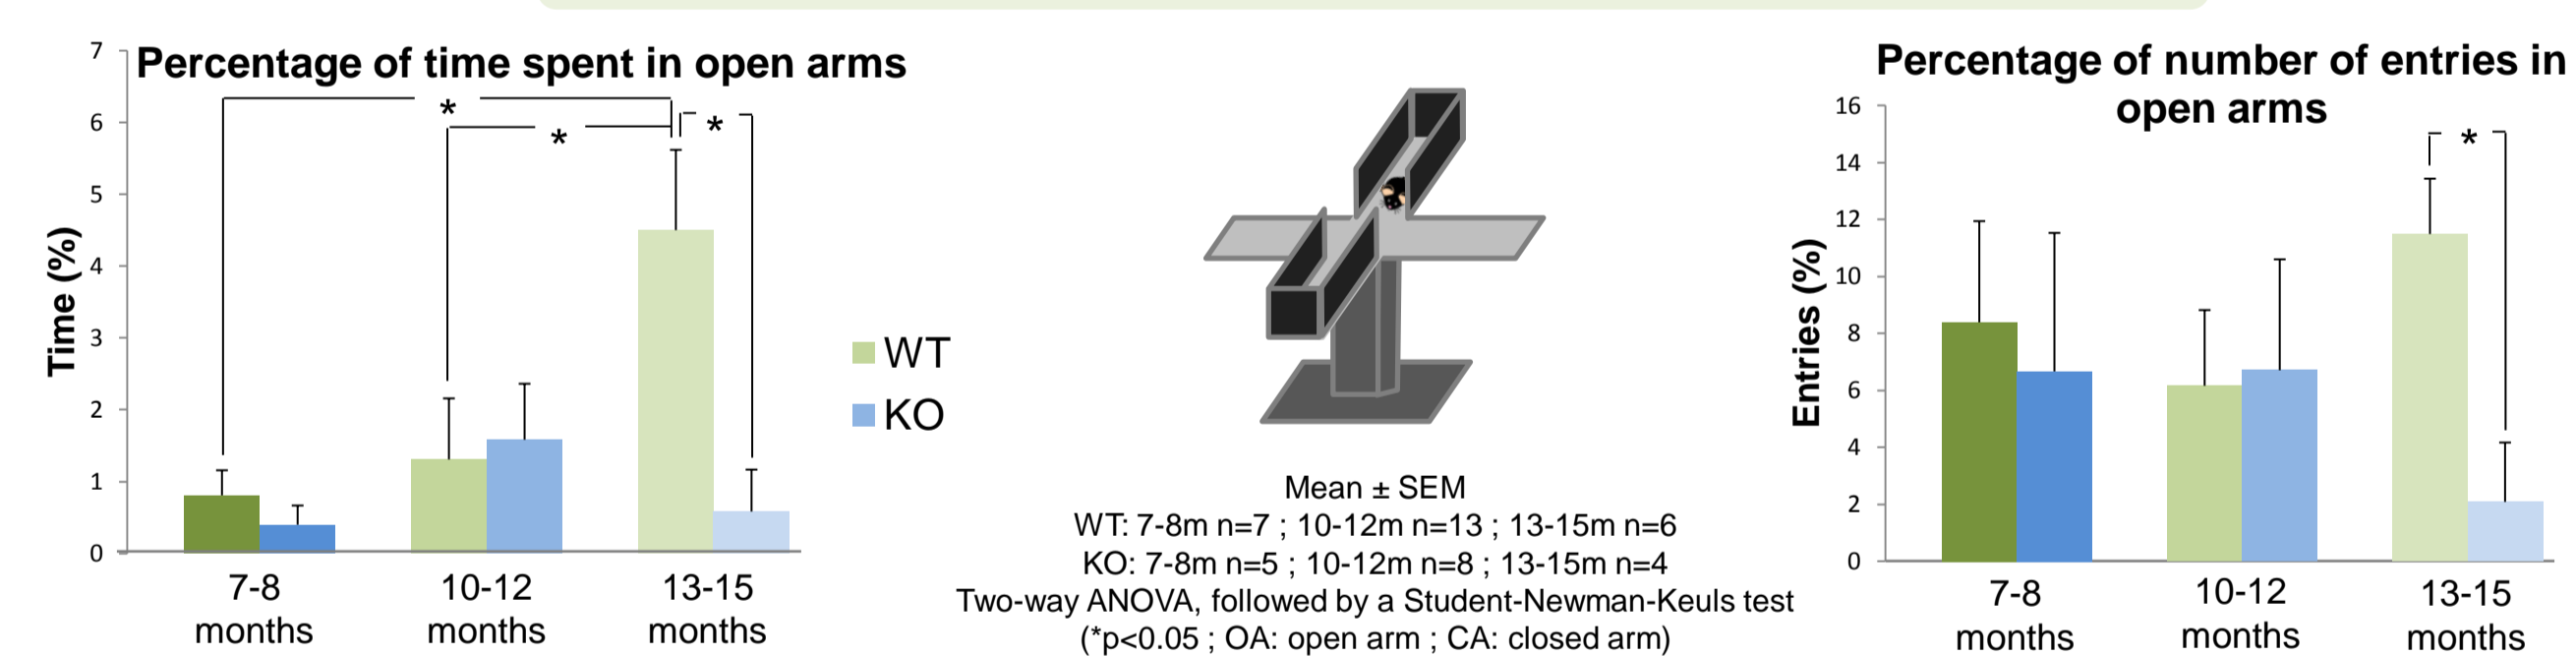 Percentage of time spent in open arms
7
6
5
4
3
2
1
0
Time (%)
*
*
*
7-8 months
10-12 months
13-15 months
WT
KO
Mean ± SEM
WT: 7-8m n=7 ; 10-12m n=13 ; 13-15m n=6
KO: 7-8m n=5 ; 10-12m n=8 ; 13-15m n=4
Two-way ANOVA, followed by a Student-Newman-Keuls test
(*p<0.05 ; OA: open arm ; CA: closed arm)
Percentage of number of entries in
open arms
16
14
12
10
8
6
4
2
0
Entries (%)
*
7-8 months
10-12 months
13-15 months